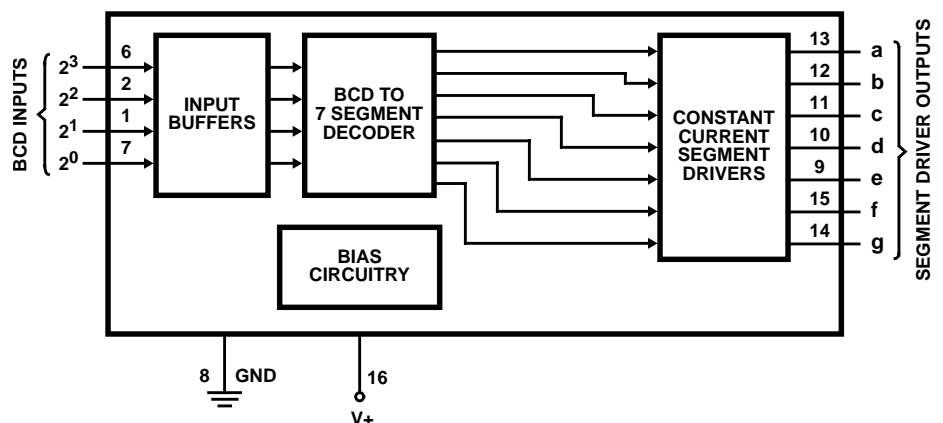 BCD INPUTS
2³ 6
2² 2
2¹ 1
2⁰ 7
INPUT
BUFFERS
BCD TO
7 SEGMENT
DECODER
BIAS
CIRCUITRY
CONSTANT
CURRENT
SEGMENT
DRIVERS
13 a
12 b
11 c
10 d
9 e
15 f
14 g
SEGMENT DRIVER OUTPUTS
8 GND
16
V+